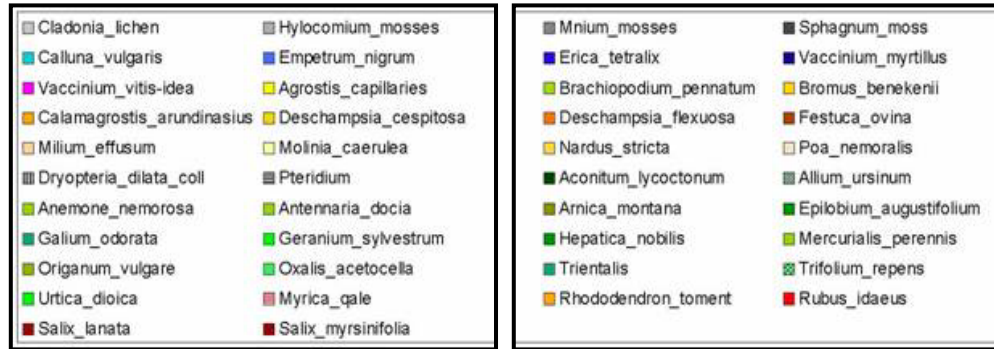 Cladonia_lichen Hylocomium_mosses
Calluna_vulgaris Empetrum_nigrum
Vaccinium_vitis-idea Agrostis_capillaries
Calamagrostis_arundinasius Deschampsia_cespitosa
Milium_effusum Molinia_caerulea
Dryopteria_dilata_coll Pteridium
Anemone_nemorosa Antennaria_docia
Galium_odorata Geranium_sylvestrum
Origanum_vulgare Oxalis_acetocella
Urtica_dioica Myrica_qale
Salix_lanata Salix_myrsinifolia
Mnium_mosses Sphagnum_moss
Erica_tetralix Vaccinium_myrtillus
Brachiopodium_pennatum Bromus_benekenii
Deschampsia_flexuosa Festuca_ovina
Nardus_stricta Poa_nemoralis
Aconitum_lycoctonum Allium_ursinum
Arnica_montana Epilobium_augustifolium
Hepatica_nobilis Mercurialis_perennis
Trientalis Trifolium_repens
Rhododendron_toment Rubus_idaeus